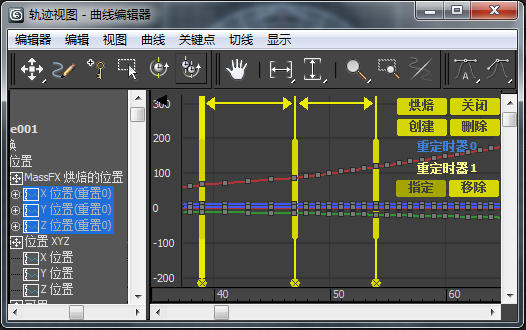 轨迹视图 - 曲线编辑器
编辑器 编辑 视图 曲线 关键点 切线 显示
e001
位置
MassFX 烘焙的位置
X 位置(重置0)
Y 位置(重置0)
Z 位置(重置0)
位置 XYZ
X 位置
Y 位置
Z 位置
300
200
100
0
-100
-200
40 50 60
烘焙 关闭
创建 删除
重定时器0
重定时器1
指定 移除